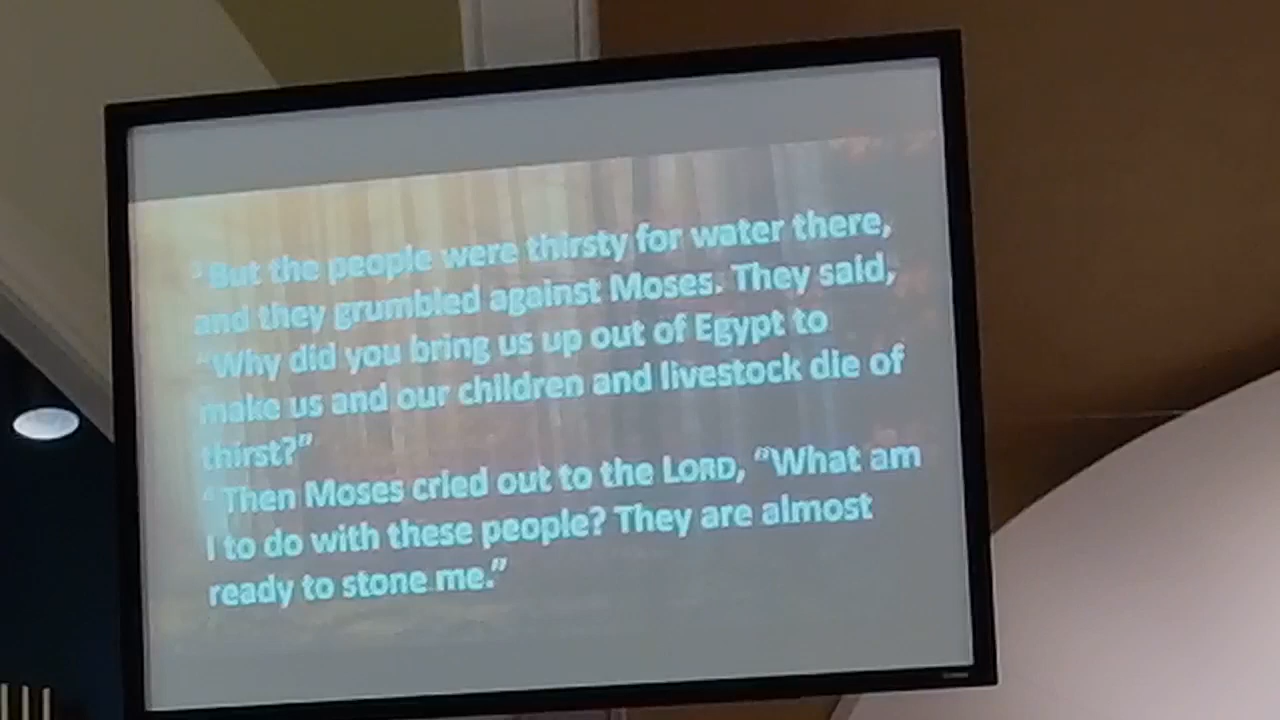 ³ But the people were thirsty for water there,
and they grumbled against Moses. They said,
“Why did you bring us up out of Egypt to
make us and our children and livestock die of
thirst?”
Then Moses cried out to the LORD, “What am
I to do with these people? They are almost
ready to stone me.”